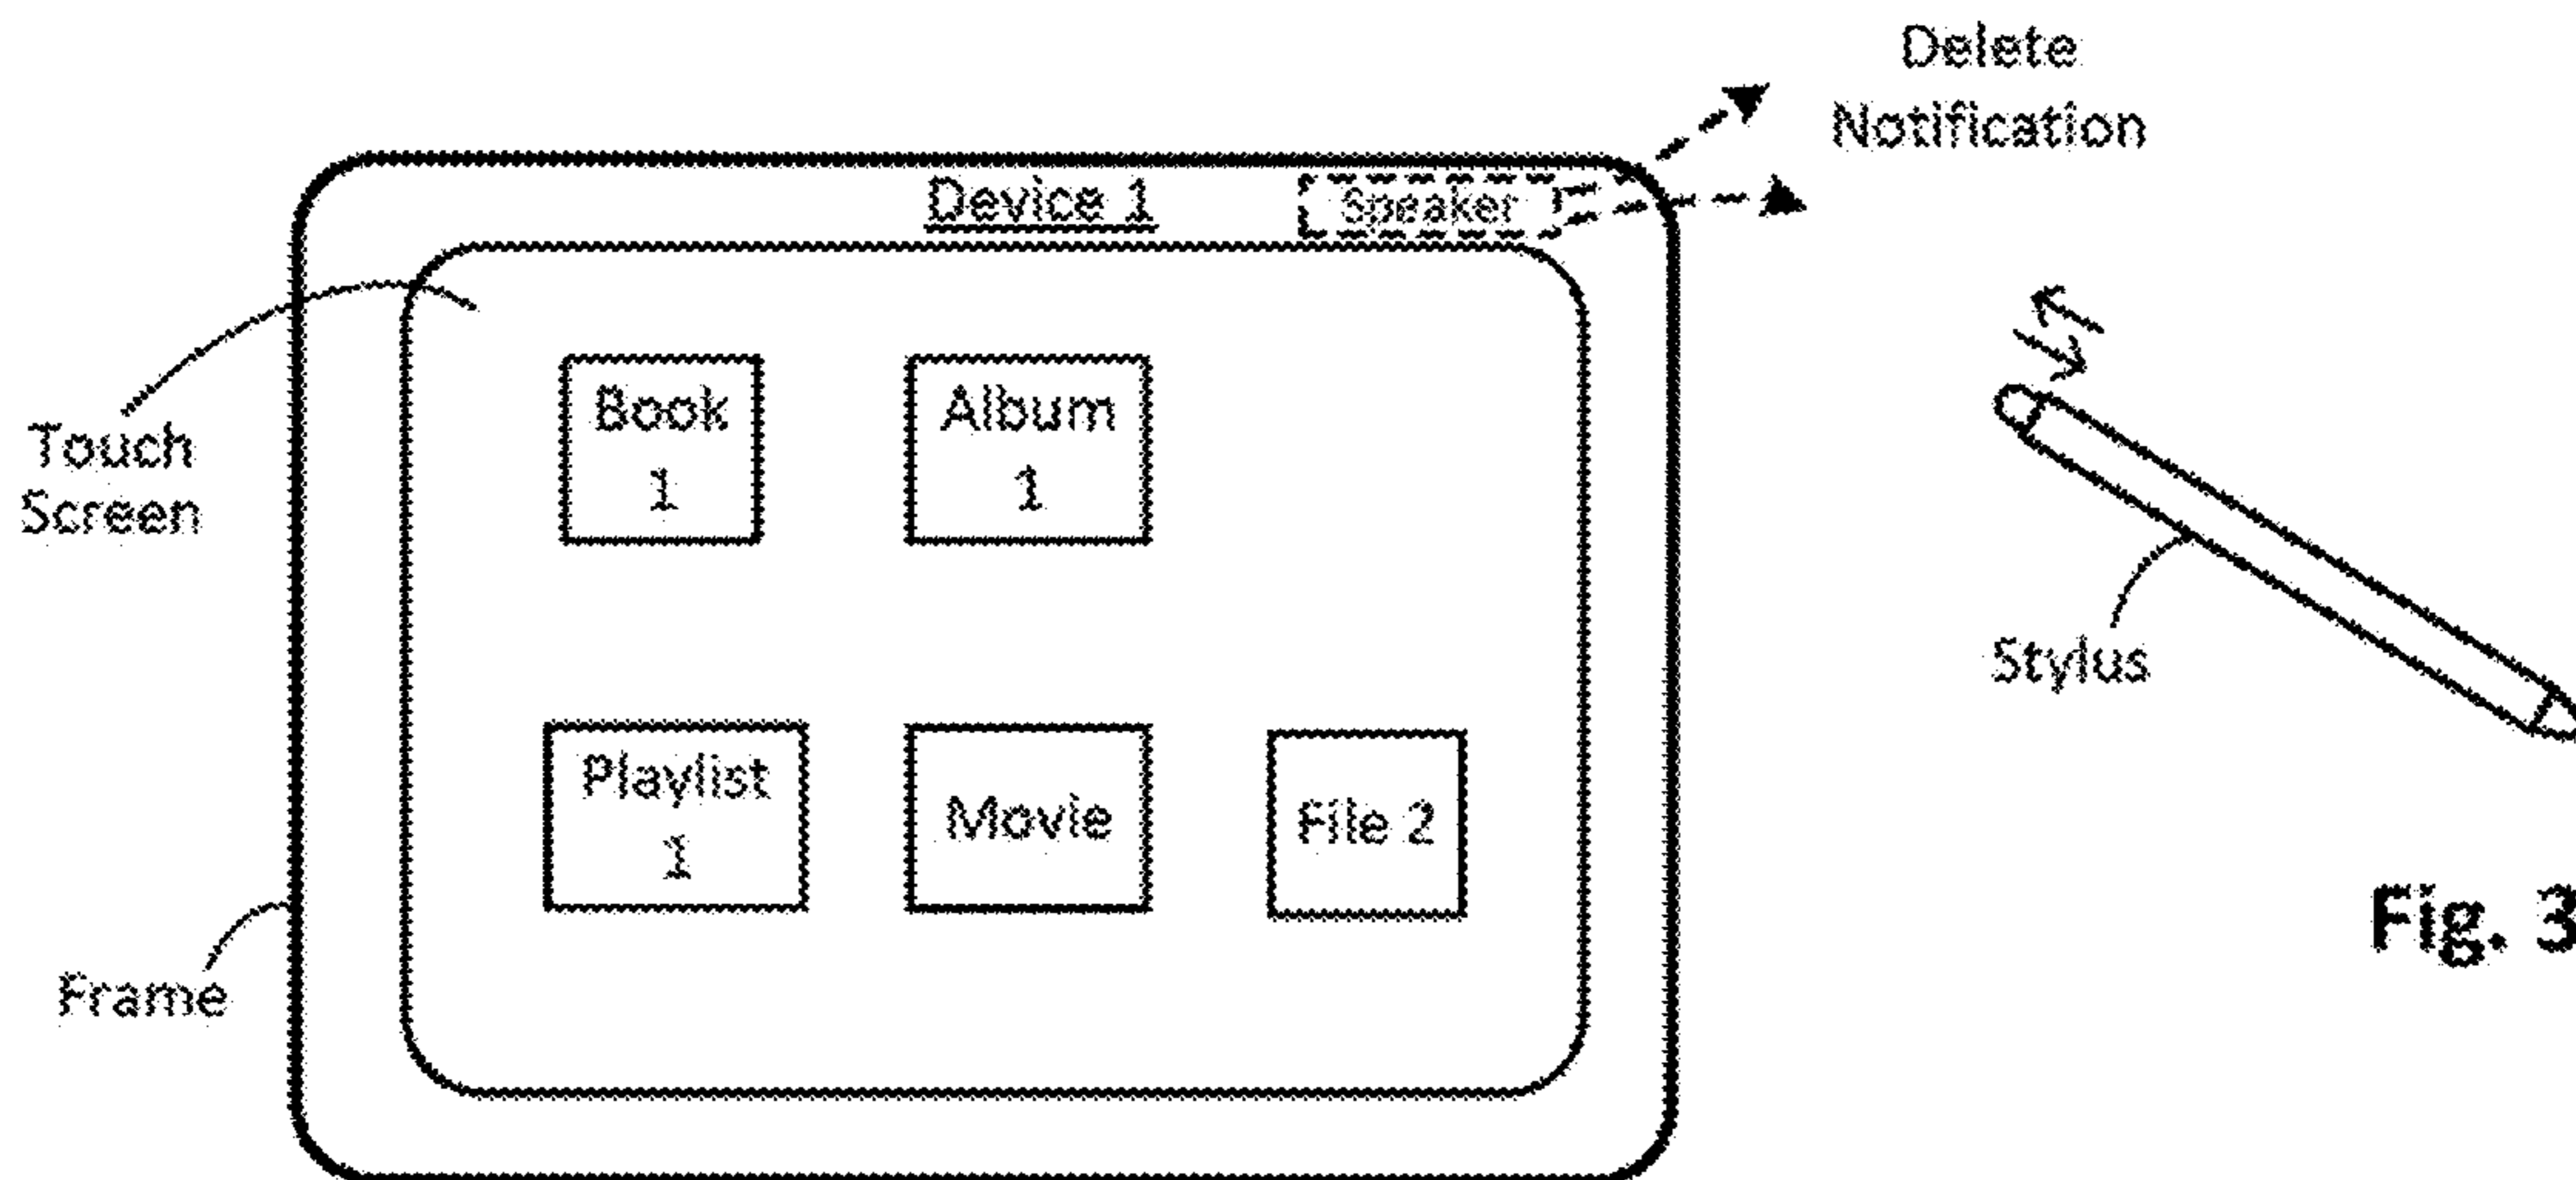 Delete
Notification
Device 1
Speaker
Touch
Screen
Book
1
Album
1
Stylus
Playlist
1
Movie
File 2
Frame
Fig. 3